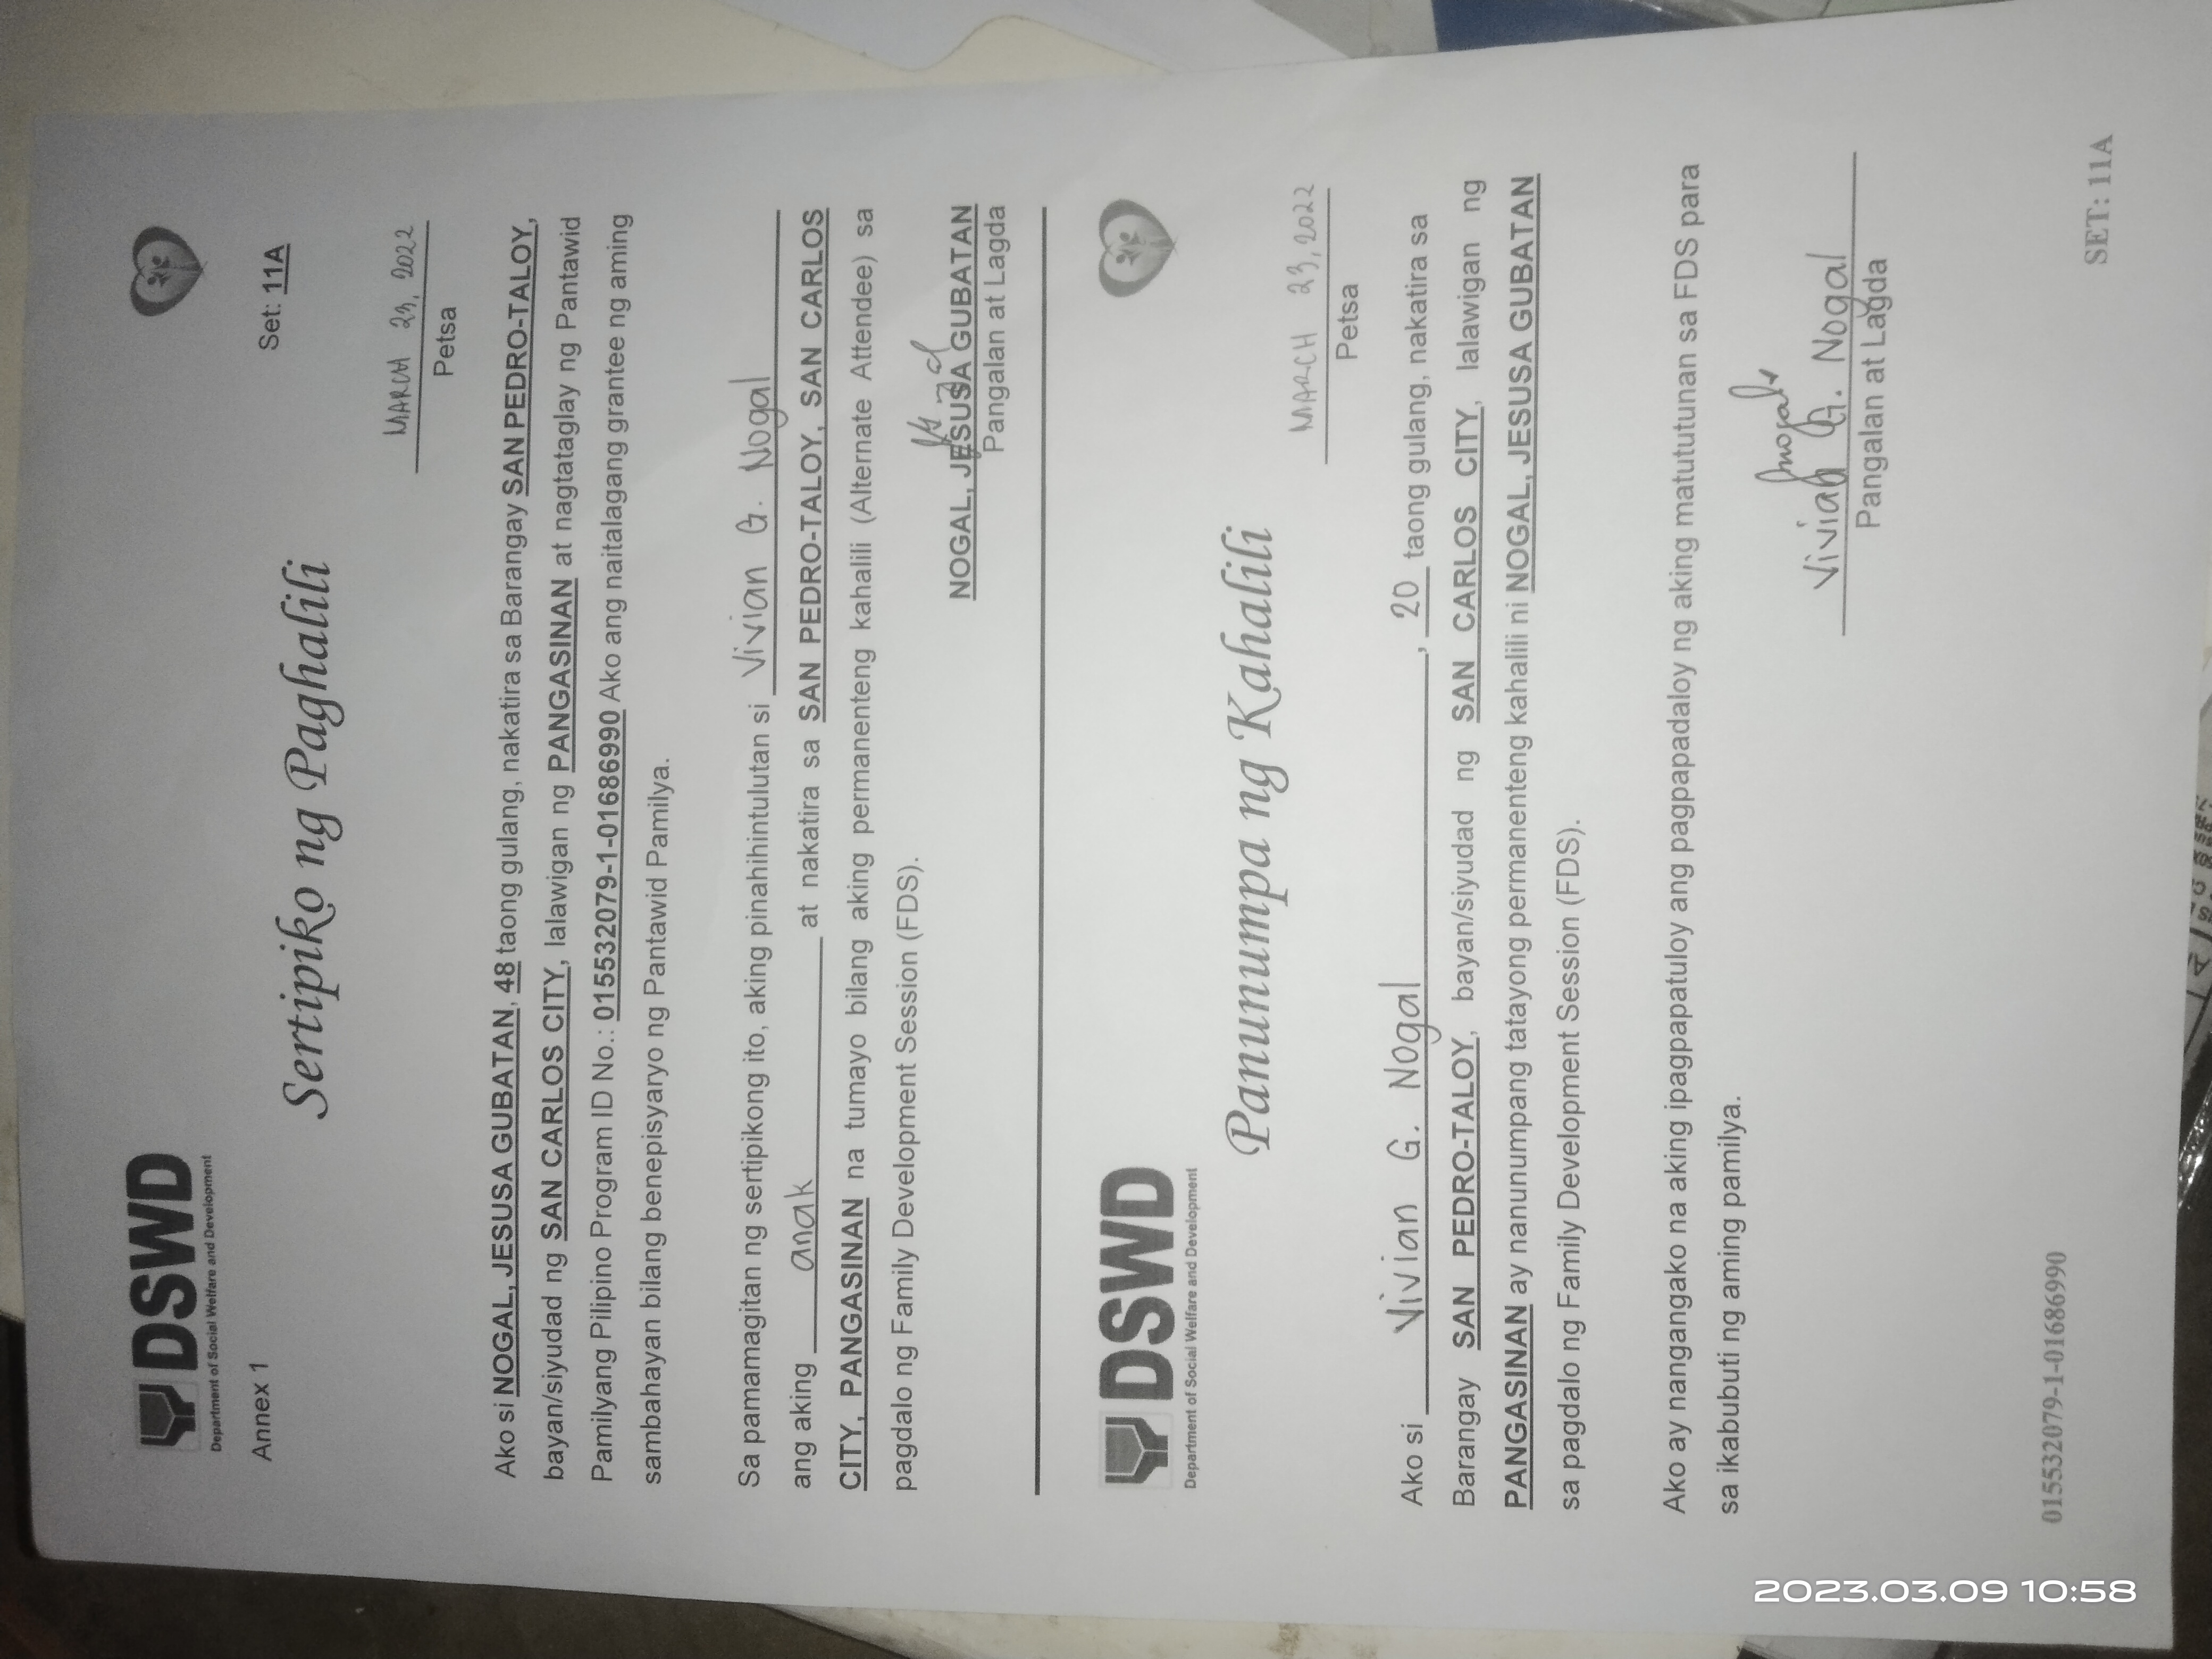 DSWD
Department of Social Welfare and Development
Annex 1
Set: 11A
Sertipiko ng Paghalili
MARCH 23, 2022
Petsa
Ako si NOGAL, JESUSA GUBATAN, 48 taong gulang, nakatira sa Barangay SAN PEDRO-TALOY,
bayan/siyudad ng SAN CARLOS CITY, lalawigan ng PANGASINAN at nagtataglay ng Pantawid
Pamilyang Pilipino Program ID No.: 015532079-1-01686990 Ako ang naitalagang grantee ng aming
sambahayan bilang benepisyaryo ng Pantawid Pamilya.
Sa pamamagitan ng sertipikong ito, aking pinahihintulutan si Vivian G. Nogal
ang aking anak at nakatira sa SAN PEDRO-TALOY, SAN CARLOS
CITY, PANGASINAN na tumayo bilang aking permanenteng kahalili (Alternate Attendee) sa
pagdalo ng Family Development Session (FDS).
NOGAL, JESUSA GUBATAN
Pangalan at Lagda
DSWD
Department of Social Welfare and Development
Panunumpa ng Kahalili
MARCH 23, 2022
Petsa
Ako si Vivian G. Nogal, 20 taong gulang, nakatira sa
Barangay SAN PEDRO-TALOY, bayan/siyudad ng SAN CARLOS CITY, lalawigan ng
PANGASINAN ay nanunumpang tatayong permanenteng kahalili ni NOGAL, JESUSA GUBATAN
sa pagdalo ng Family Development Session (FDS).
Ako ay nangangako na aking ipagpapatuloy ang pagpapadaloy ng aking matututunan sa FDS para
sa ikabubuti ng aming pamilya.
Vivian G. Nogal
Pangalan at Lagda
015532079-1-01686990
SET: 11A
2023.03.09 10:58